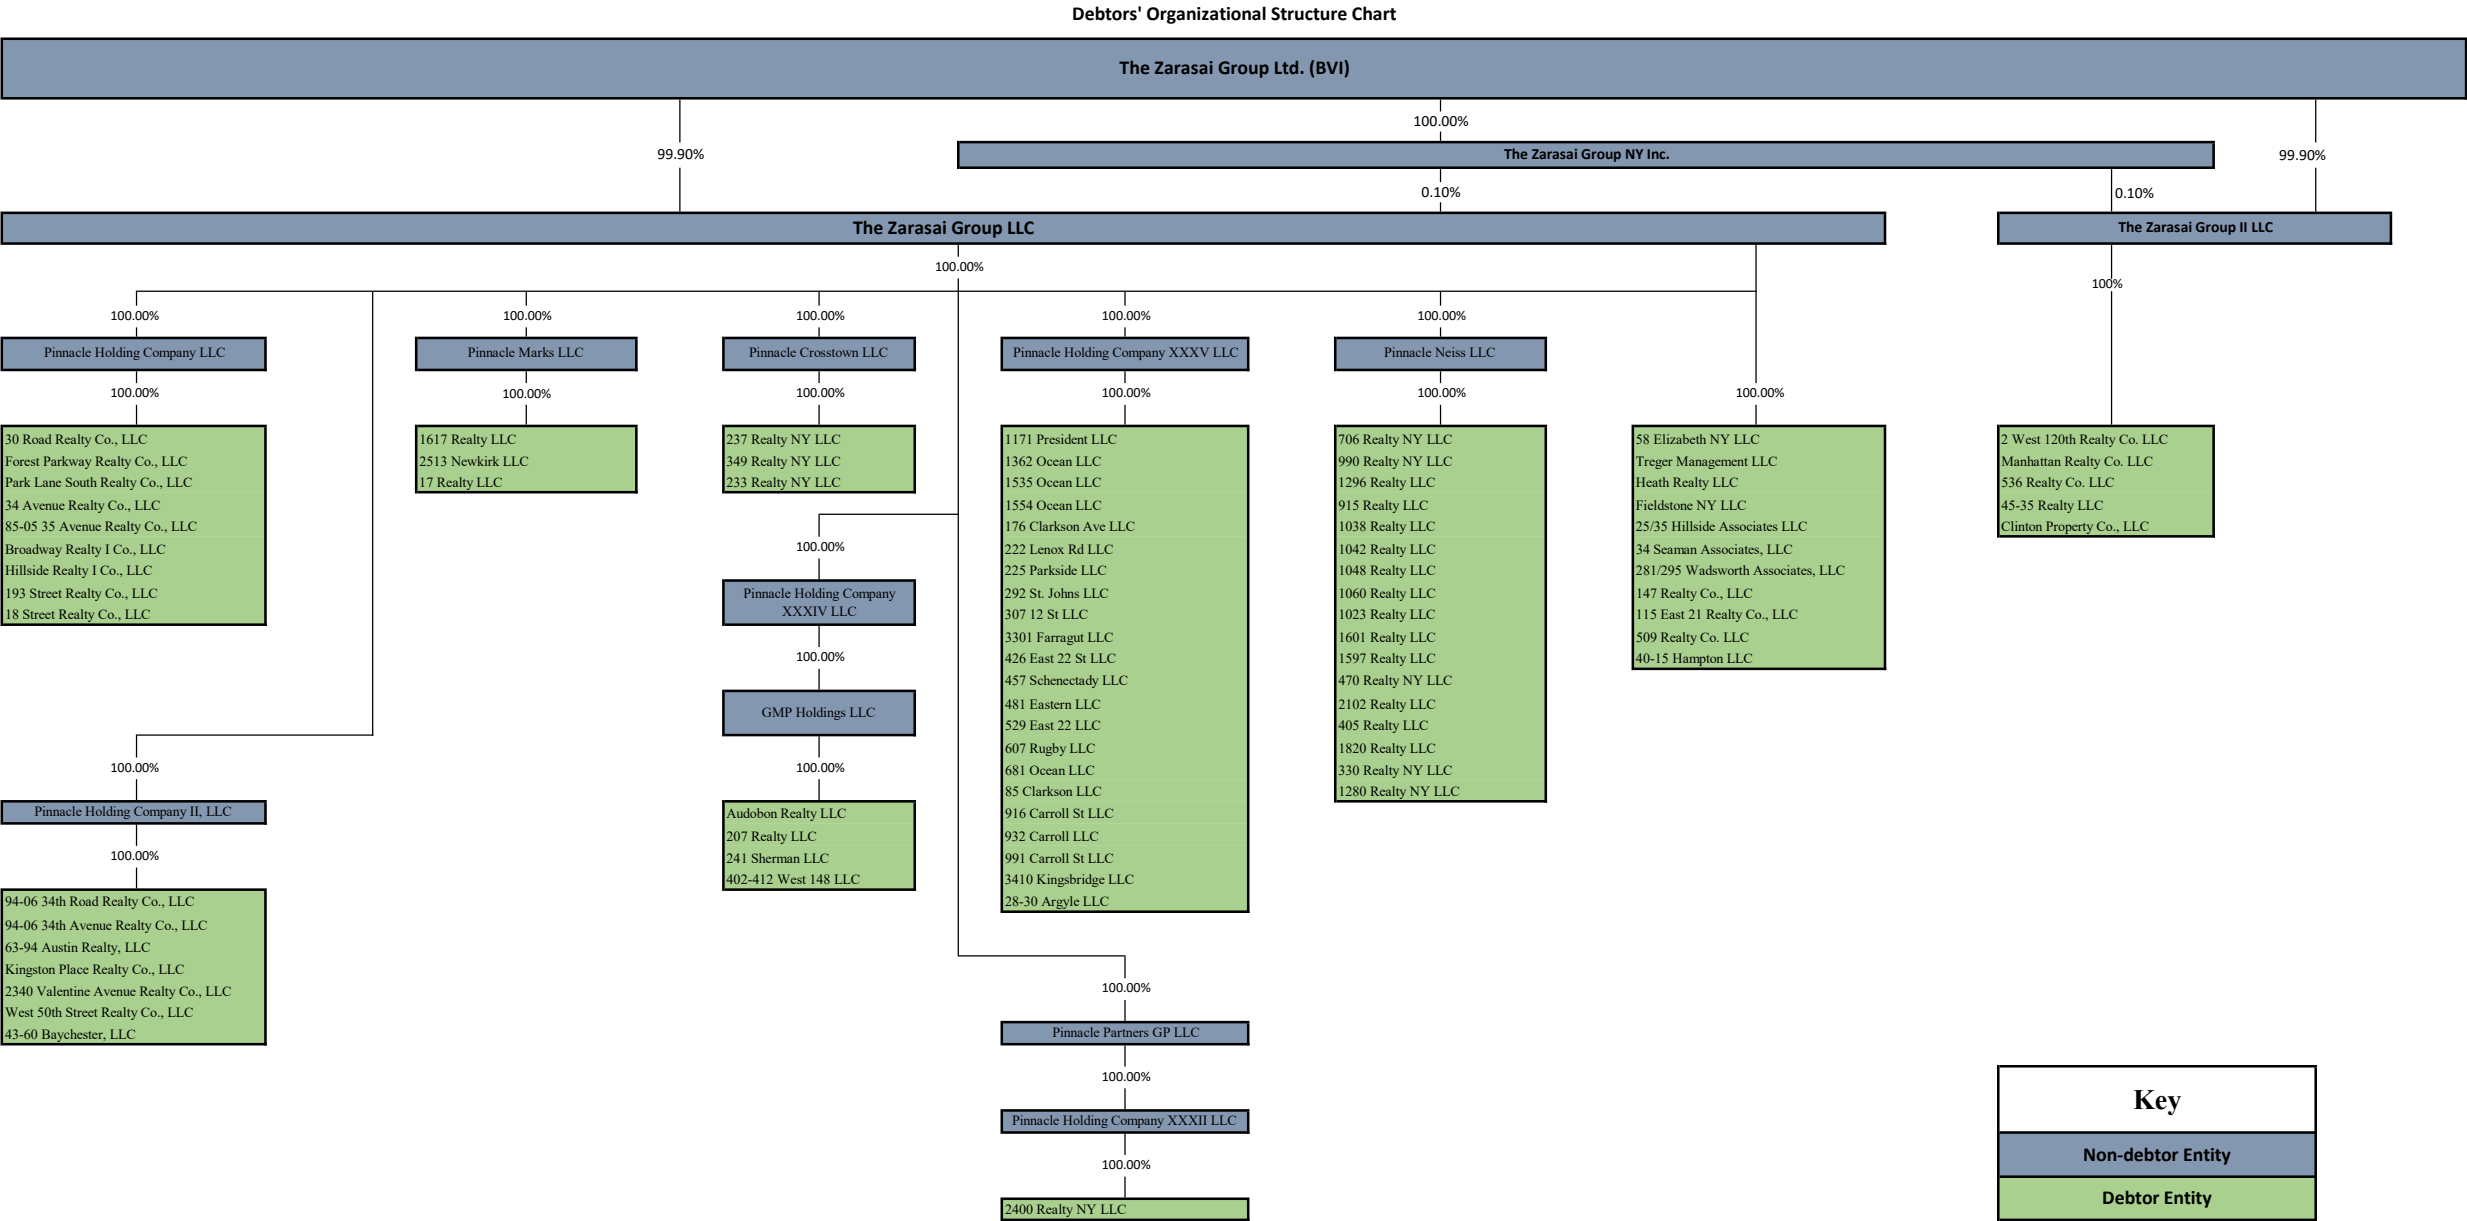 Debtors' Organizational Structure Chart
The Zarasai Group Ltd. (BVI)
100.00%
99.90%
The Zarasai Group NY Inc.
99.90%
0.10%
0.10%
The Zarasai Group LLC
The Zarasai Group II LLC
100.00%
100%
100.00%
100.00%
100.00%
100.00%
100.00%
Pinnacle Holding Company LLC
Pinnacle Marks LLC
Pinnacle Crosstown LLC
Pinnacle Holding Company XXXV LLC
Pinnacle Neiss LLC
100.00%
100.00%
100.00%
100.00%
100.00%
100.00%
30 Road Realty Co., LLC
Forest Parkway Realty Co., LLC
Park Lane South Realty Co., LLC
34 Avenue Realty Co., LLC
85-05 35 Avenue Realty Co., LLC
Broadway Realty I Co., LLC
Hillside Realty I Co., LLC
193 Street Realty Co., LLC
18 Street Realty Co., LLC
1617 Realty LLC
2513 Newkirk LLC
17 Realty LLC
237 Realty NY LLC
349 Realty NY LLC
233 Realty NY LLC
1171 President LLC
1362 Ocean LLC
1535 Ocean LLC
1554 Ocean LLC
176 Clarkson Ave LLC
222 Lenox Rd LLC
225 Parkside LLC
292 St. Johns LLC
307 12 St LLC
3301 Farragut LLC
426 East 22 St LLC
457 Schenectady LLC
481 Eastern LLC
529 East 22 LLC
607 Rugby LLC
681 Ocean LLC
85 Clarkson LLC
916 Carroll St LLC
932 Carroll LLC
991 Carroll St LLC
3410 Kingsbridge LLC
28-30 Argyle LLC
706 Realty NY LLC
990 Realty NY LLC
1296 Realty NY LLC
915 Realty LLC
1038 Realty LLC
1042 Realty LLC
1048 Realty LLC
1060 Realty LLC
1023 Realty LLC
1601 Realty LLC
1597 Realty LLC
470 Realty NY LLC
2102 Realty LLC
405 Realty LLC
1820 Realty LLC
330 Realty NY LLC
1280 Realty NY LLC
58 Elizabeth NY LLC
Treger Management LLC
Heath Realty LLC
Fieldstone NY LLC
25/35 Hillside Associates LLC
34 Seaman Associates, LLC
281/295 Wadsworth Associates, LLC
147 Realty Co., LLC
115 East 21 Realty Co., LLC
509 Realty Co. LLC
40-15 Hampton LLC
2 West 120th Realty Co. LLC
Manhattan Realty Co. LLC
536 Realty Co. LLC
45-35 Realty LLC
Clinton Property Co., LLC
100.00%
Pinnacle Holding Company
XXXIV LLC
100.00%
GMP Holdings LLC
100.00%
Audobon Realty LLC
207 Realty LLC
241 Sherman LLC
402-412 West 148 LLC
100.00%
Pinnacle Holding Company II, LLC
100.00%
94-06 34th Road Realty Co., LLC
94-06 34th Avenue Realty Co., LLC
63-94 Austin Realty, LLC
Kingston Place Realty Co., LLC
2340 Valentine Avenue Realty Co., LLC
West 50th Street Realty Co., LLC
43-60 Baychester, LLC
100.00%
Pinnacle Partners GP LLC
100.00%
Pinnacle Holding Company XXXII LLC
100.00%
2400 Realty NY LLC
Key
Non-debtor Entity
Debtor Entity